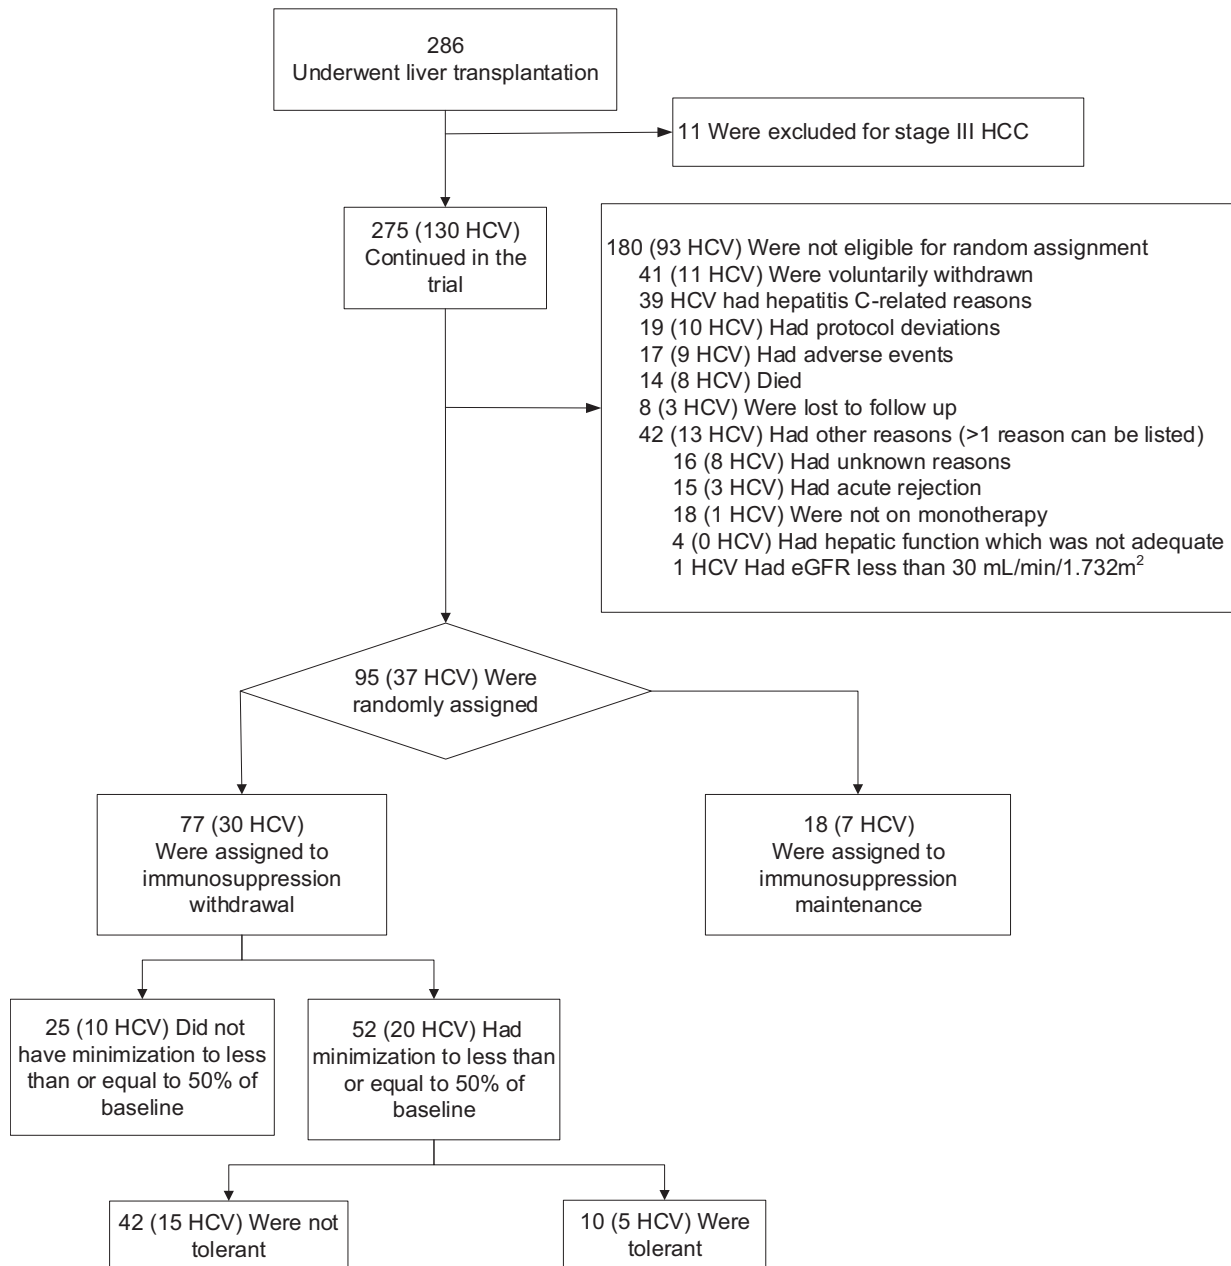 286
Underwent liver transplantation
11 Were excluded for stage III HCC
275 (130 HCV)
Continued in the
trial
180 (93 HCV) Were not eligible for random assignment
41 (11 HCV) Were voluntarily withdrawn
39 HCV had hepatitis C-related reasons
19 (10 HCV) Had protocol deviations
17 (9 HCV) Had adverse events
14 (8 HCV) Died
8 (3 HCV) Were lost to follow up
42 (13 HCV) Had other reasons (>1 reason can be listed)
16 (8 HCV) Had unknown reasons
15 (3 HCV) Had acute rejection
18 (1 HCV) Were not on monotherapy
4 (0 HCV) Had hepatic function which was not adequate
1 HCV Had eGFR less than 30 mL/min/1.732m²
95 (37 HCV) Were
randomly assigned
77 (30 HCV)
Were assigned to
immunosuppression
withdrawal
18 (7 HCV)
Were assigned to
immunosuppression
maintenance
25 (10 HCV) Did not
have minimization to less
than or equal to 50% of
baseline
52 (20 HCV) Had
minimization to less than
or equal to 50% of
baseline
42 (15 HCV) Were not
tolerant
10 (5 HCV) Were
tolerant